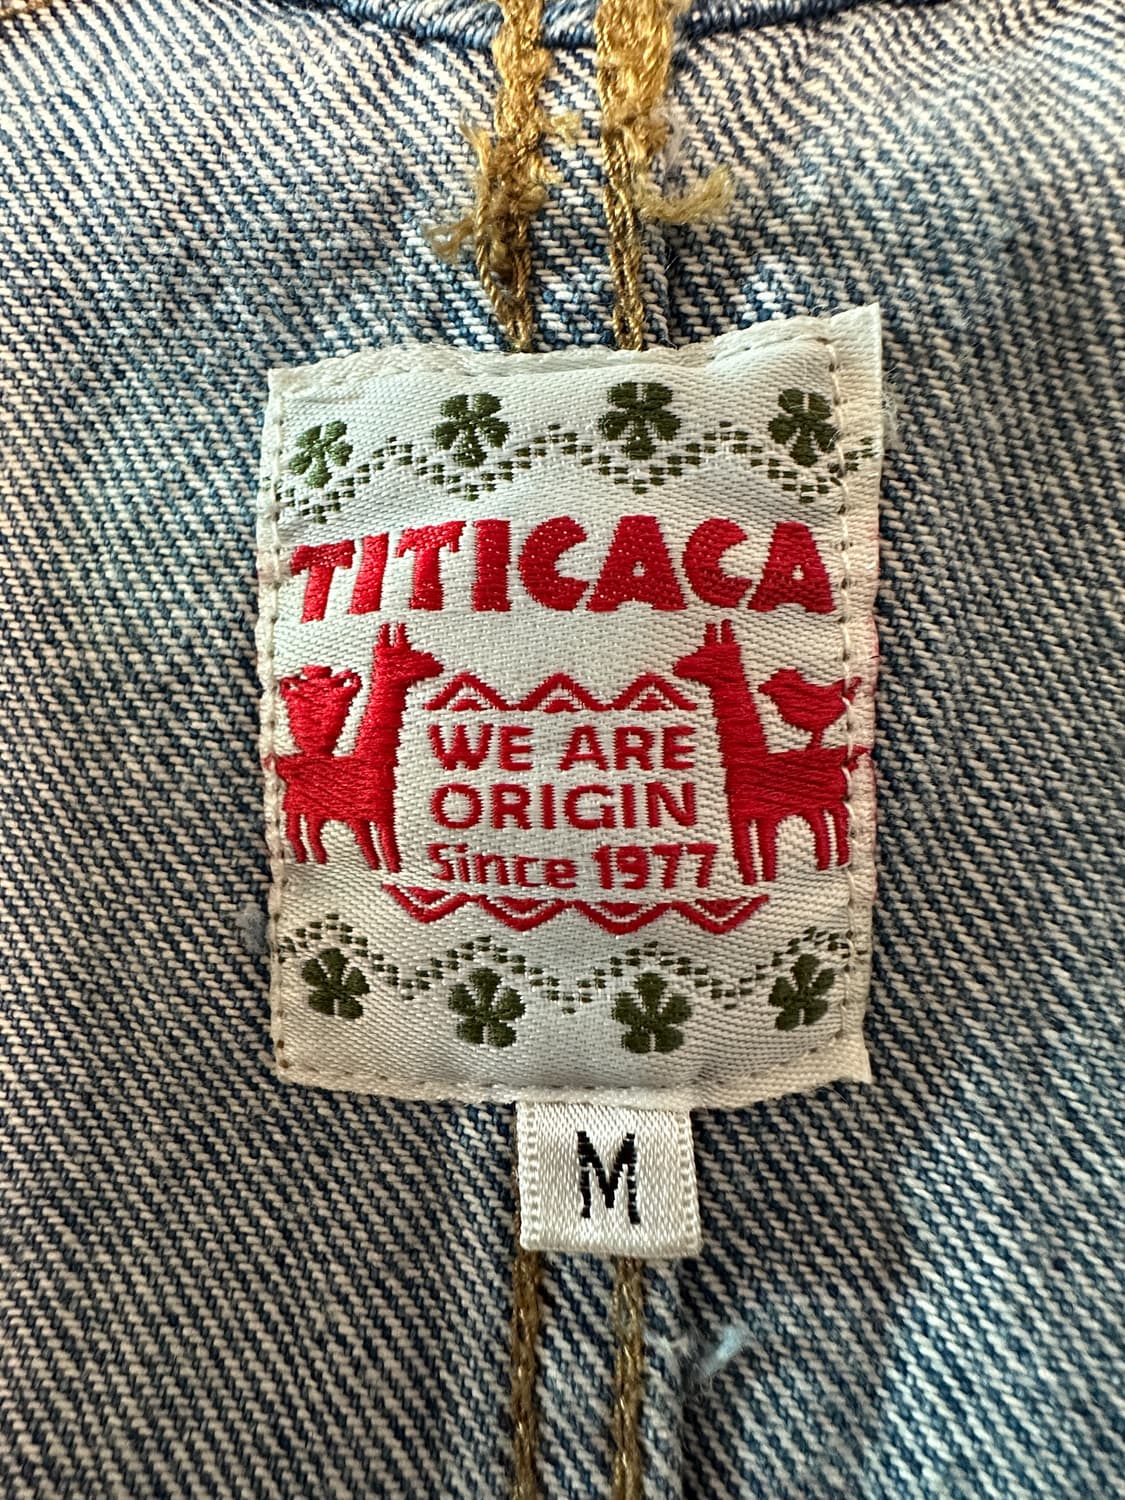 TITICACA
WE ARE
ORIGIN
Since 1977
M